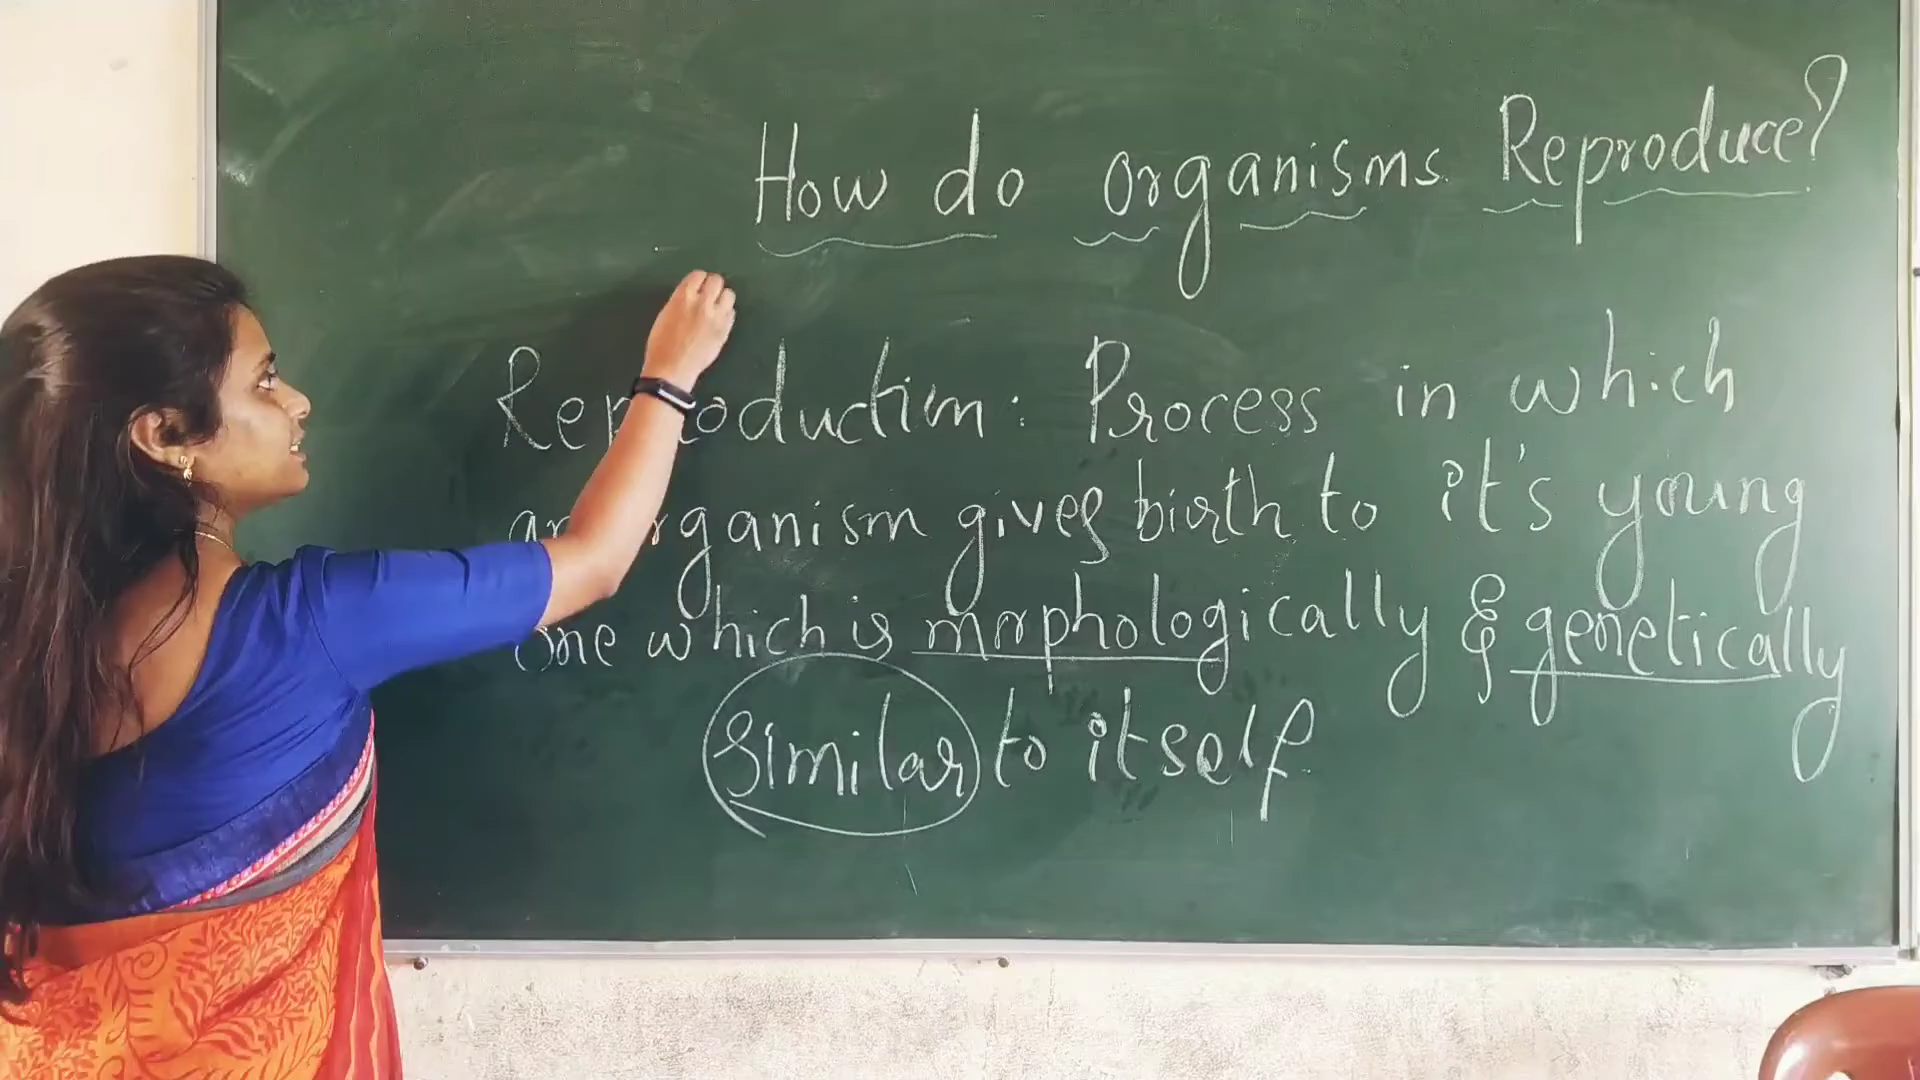 How do organisms Reproduce?
Reproduction: Process in which
an organism gives birth to it's young
one which is morphologically & genetically
similar to itself